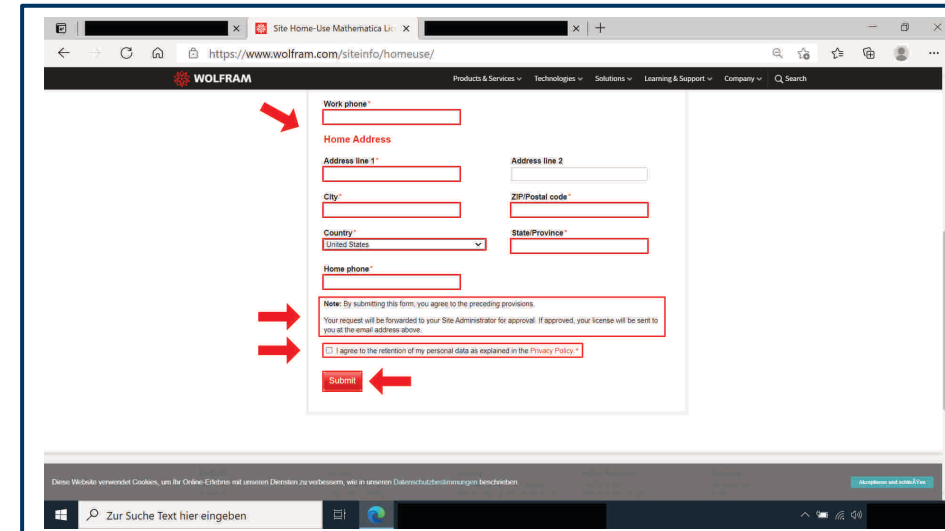 Site Home-Use Mathematica Lic
https://www.wolfram.com/siteinfo/homeuse/
WOLFRAM Products & Services Technologies Solutions Learning & Support Company Search
Work phone*
Home Address
Address line 1* Address line 2
City* ZIP/Postal code*
Country* State/Province*
United States
Home phone*
Note: By submitting this form, you agree to the preceding provisions.
Your request will be forwarded to your Site Administrator for approval. If approved, your license will be sent to
you at the email address above.
I agree to the retention of my personal data as explained in the Privacy Policy.*
Submit
Diese Website verwendet Cookies, um Ihr Online-Erlebnis mit unseren Diensten zu verbessern, wie in unseren Datenschutzbestimmungen beschrieben. Akzeptieren und schließen
Zur Suche Text hier eingeben